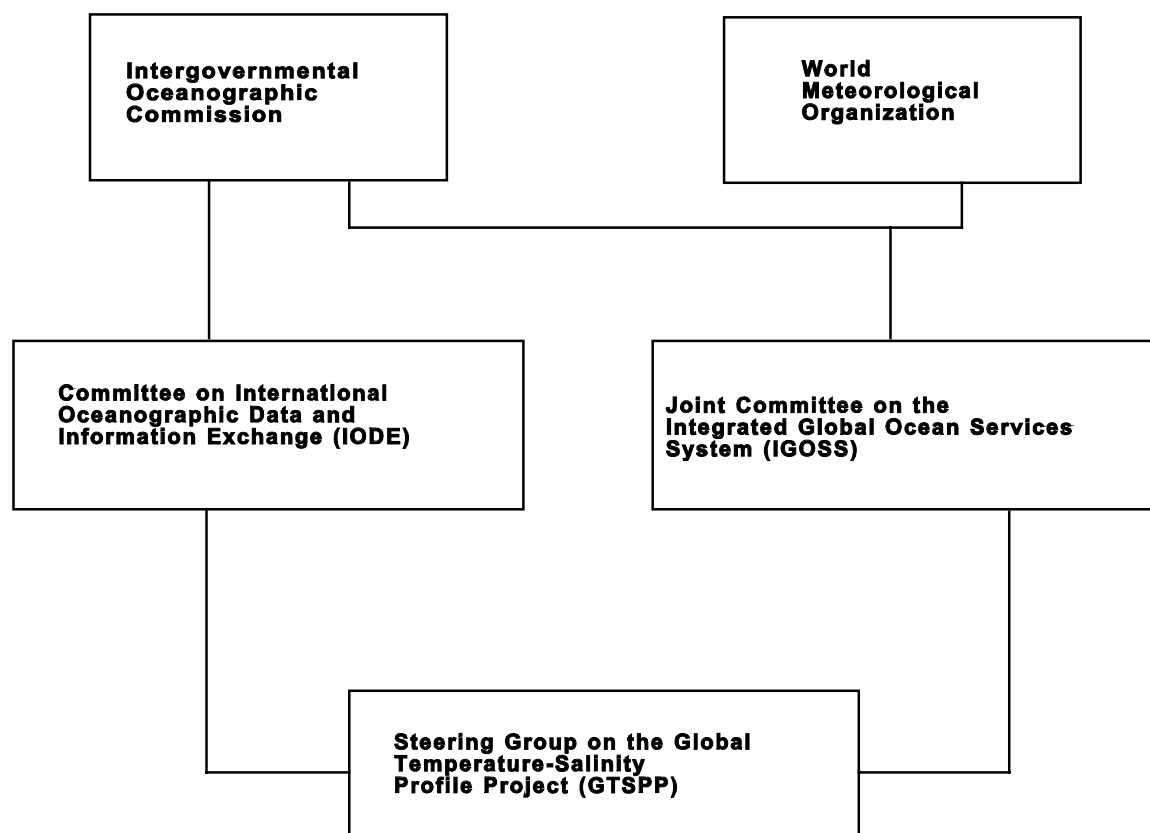 Intergovernmental
Oceanographic
Commission
World
Meteorological
Organization
Committee on International
Oceanographic Data and
Information Exchange (IODE)
Joint Committee on the
Integrated Global Ocean Services
System (IGOSS)
Steering Group on the Global
Temperature-Salinity
Profile Project (GTSPP)